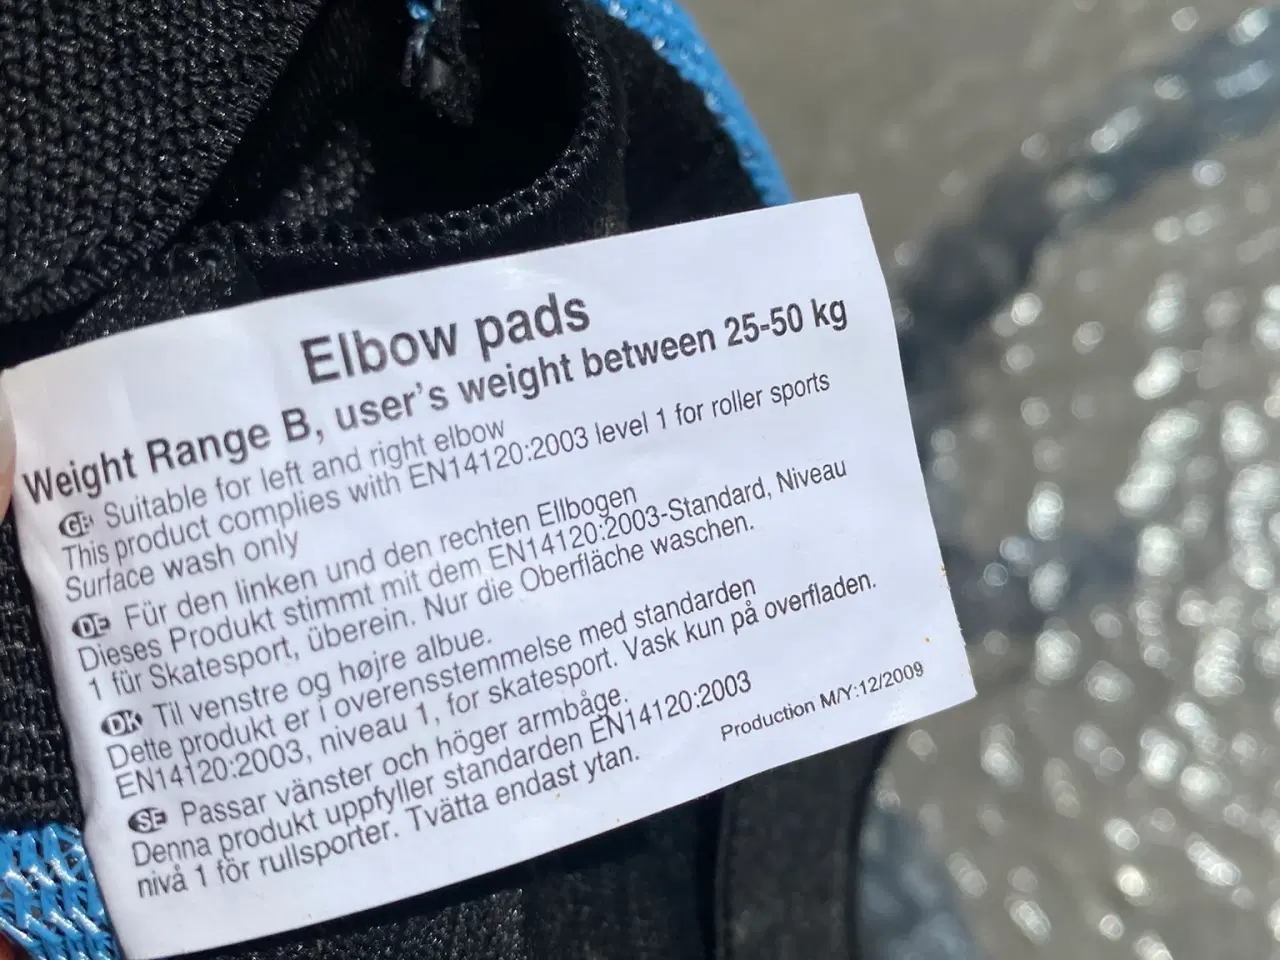 Elbow pads
Weight Range B, user's weight between 25-50 kg
GB Suitable for left and right elbow
This product complies with EN14120:2003 level 1 for roller sports
Surface wash only
DE Für den linken und den rechten Ellbogen
Dieses Produkt stimmt mit dem EN14120:2003-Standard, Niveau
1 für Skatesport, überein. Nur die Oberfläche waschen.
DK Til venstre og højre albue.
Dette produkt er i overensstemmelse med standarden
EN14120:2003, niveau 1, for skatesport. Vask kun på overfladen.
SE Passar vänster och höger armbåge.
Denna produkt uppfyller standarden EN14120:2003
nivå 1 för rullsporter. Tvätta endast ytan.
Production M/Y:12/2009